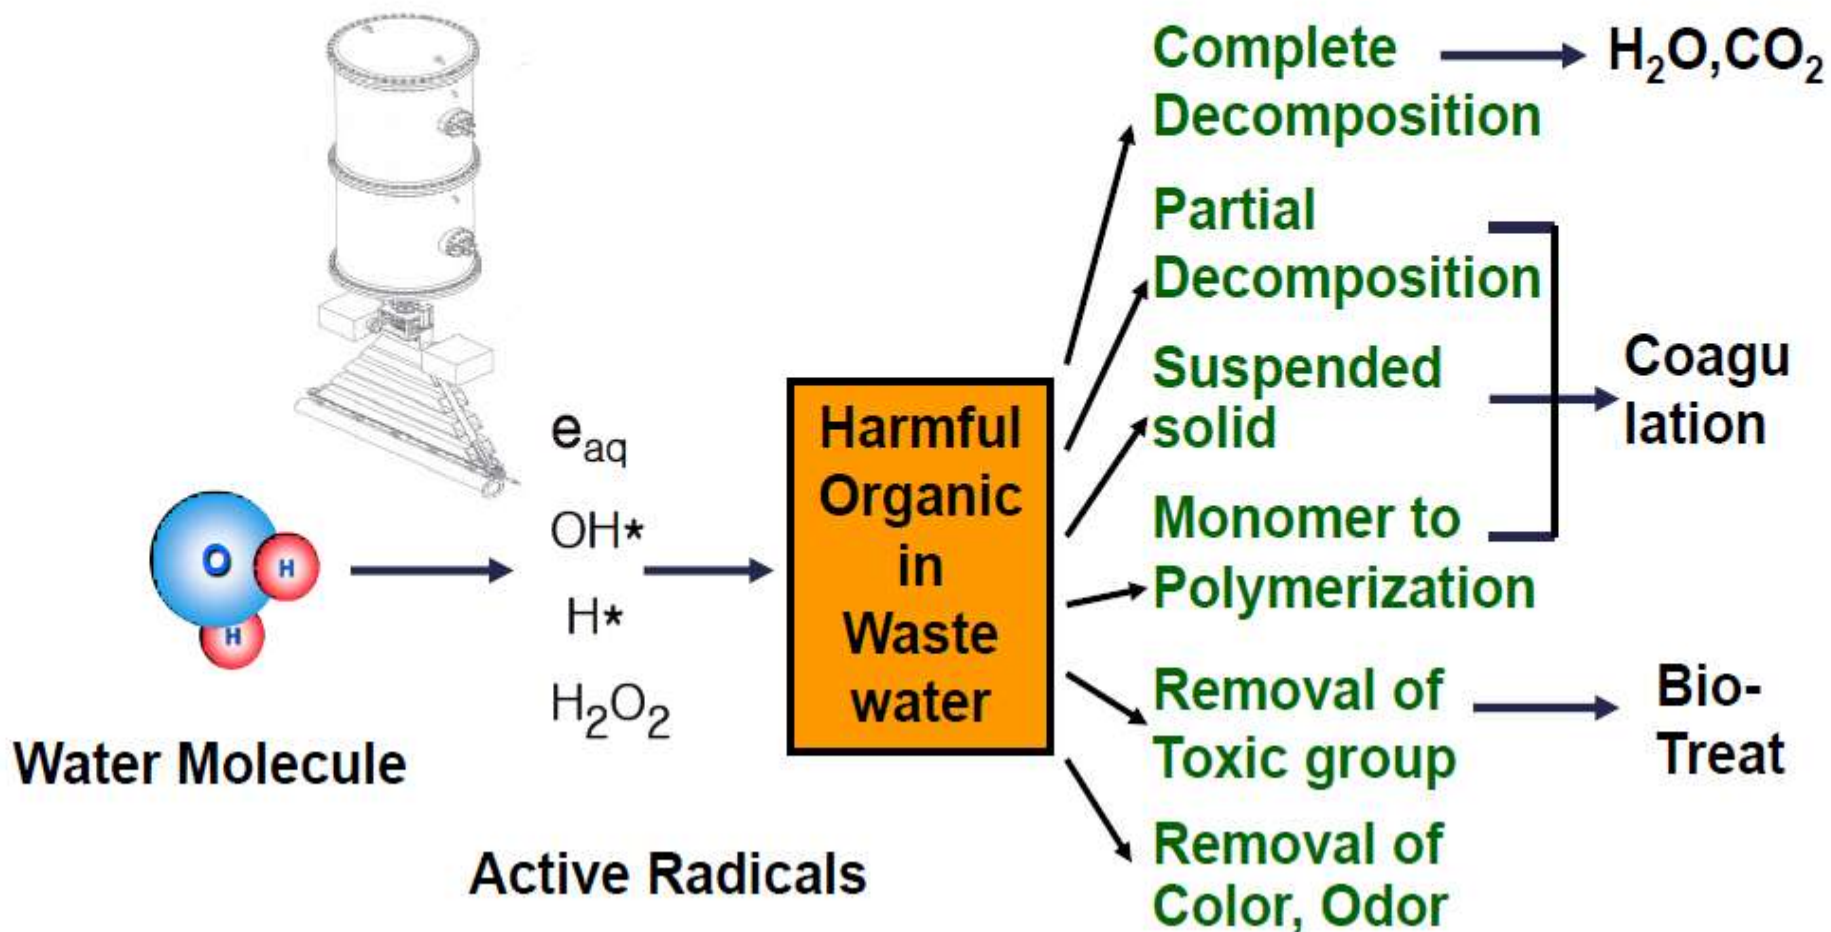 O
H
H
Water Molecule
e_aq
OH*
H*
H₂O₂
Active Radicals
Harmful
Organic
in
Waste
water
Complete
Decomposition
H₂O,CO₂
Partial
Decomposition
Suspended
solid
Monomer to
Polymerization
Coagu
lation
Removal of
Toxic group
Bio-
Treat
Removal of
Color, Odor